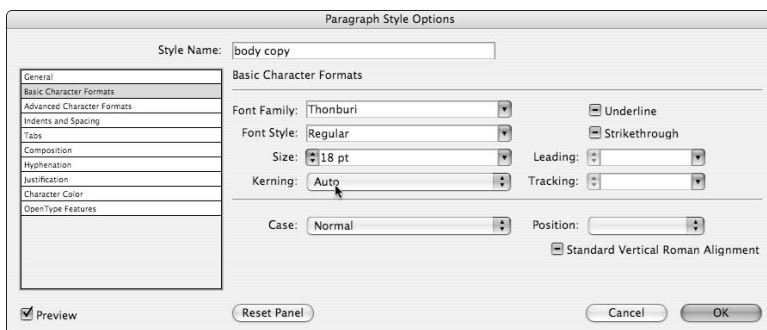 Paragraph Style Options
Style Name: body copy
General
Basic Character Formats
Advanced Character Formats
Indents and Spacing
Tabs
Composition
Hyphenation
Justification
Character Color
OpenType Features
Basic Character Formats
Font Family: Thonburi
Underline
Font Style: Regular
Strikethrough
Size: 18 pt
Leading:
Kerning: Auto
Tracking:
Case: Normal
Position:
Standard Vertical Roman Alignment
Preview
Reset Panel
Cancel
OK